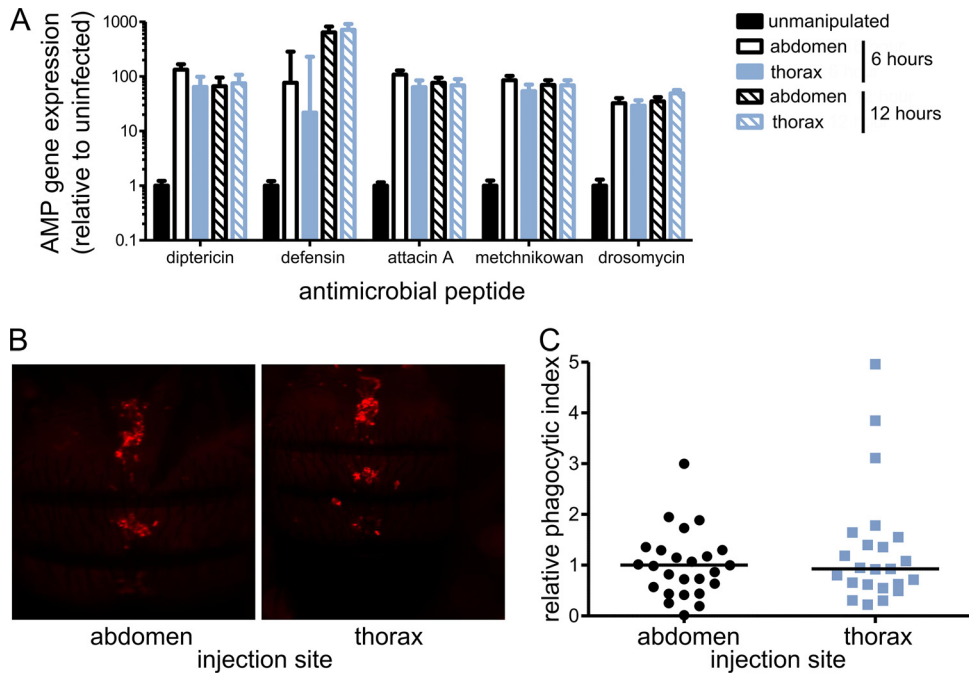 A
AMP gene expression
(relative to uninfected)
1000
100
10
1
0.1
diptericin
defensin
attacin A
metchnikowan
drosomycin
antimicrobial peptide
unmanipulated
abdomen
thorax
6 hours
abdomen
thorax
12 hours
B
abdomen
thorax
injection site
C
relative phagocytic index
5
4
3
2
1
0
abdomen
thorax
injection site